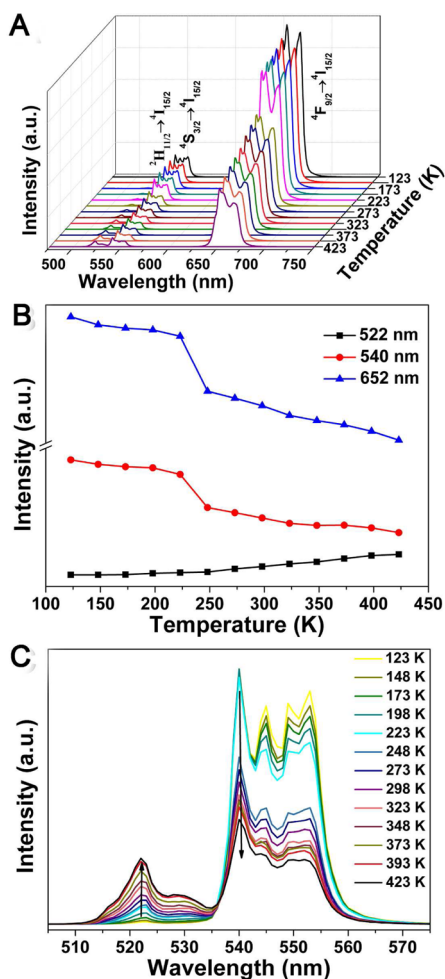 A
Intensity (a.u.)
²H₁₁/₂→⁴I₁₅/₂
⁴S₃/₂→⁴I₁₅/₂
⁴F₉/₂→⁴I₁₅/₂
123
173
223
273
323
373
423
Temperature (K)
500 550 600 650 700 750
Wavelength (nm)
B
Intensity (a.u.)
522 nm
540 nm
652 nm
100 150 200 250 300 350 400 450
Temperature (K)
C
Intensity (a.u.)
123 K
148 K
173 K
198 K
223 K
248 K
273 K
298 K
323 K
348 K
373 K
393 K
423 K
510 520 530 540 550 560 570
Wavelength (nm)